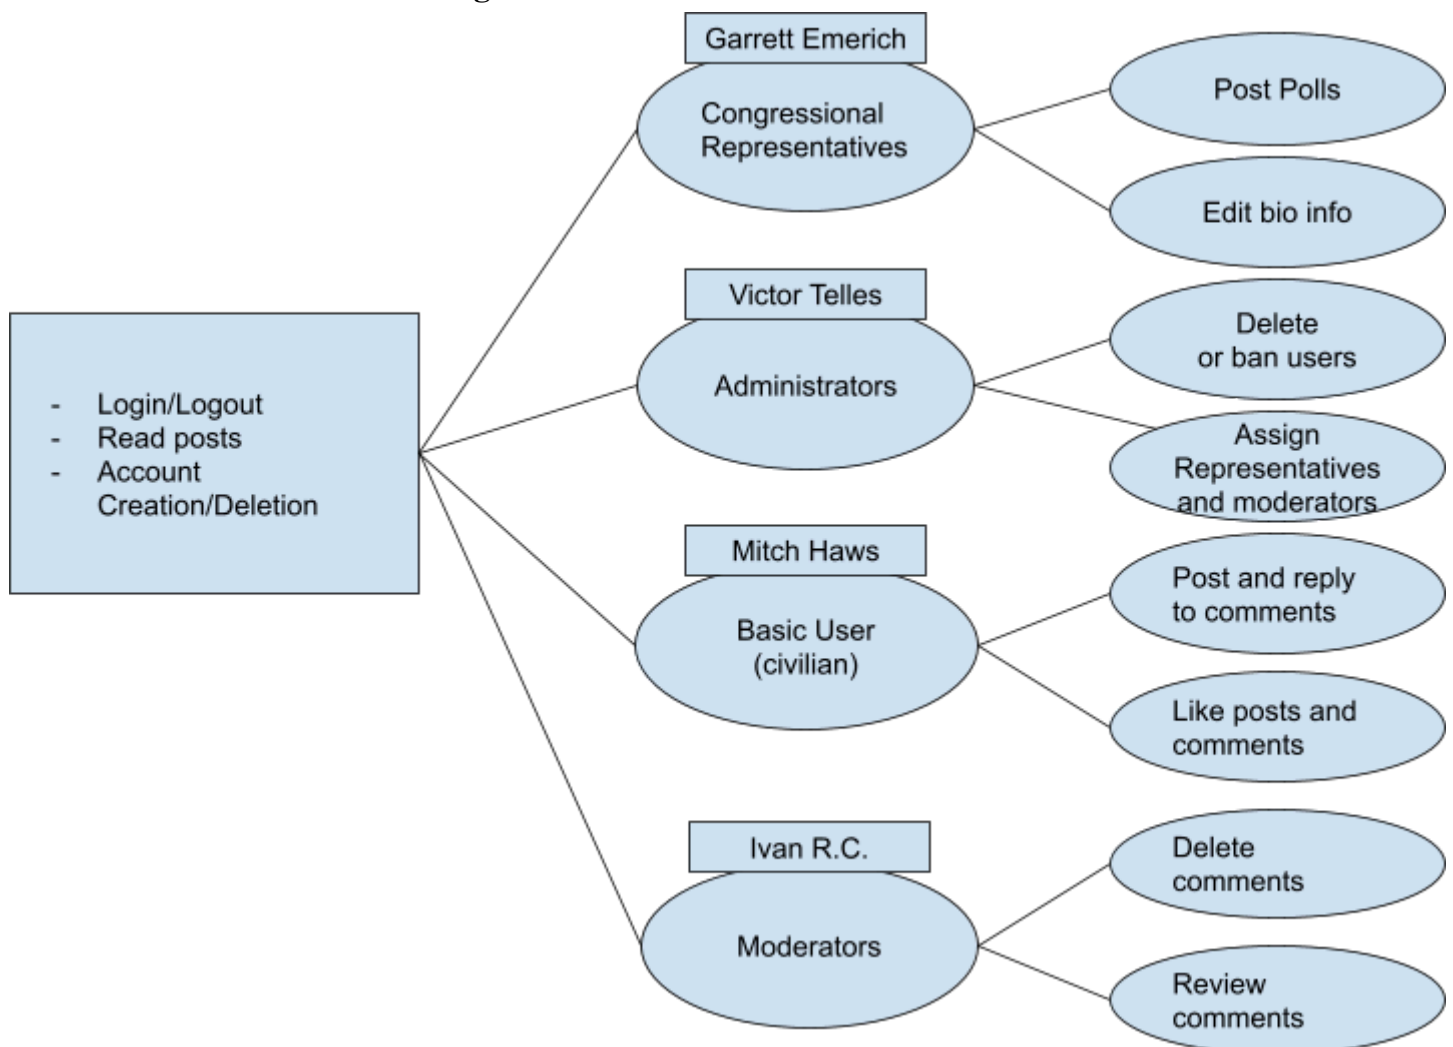 Garrett Emerich
Congressional
Representatives
Post Polls
Edit bio info
Victor Telles
Administrators
Delete
or ban users
Assign
Representatives
and moderators
- Login/Logout
- Read posts
- Account
Creation/Deletion
Mitch Haws
Basic User
(civilian)
Post and reply
to comments
Like posts and
comments
Ivan R.C.
Moderators
Delete
comments
Review
comments